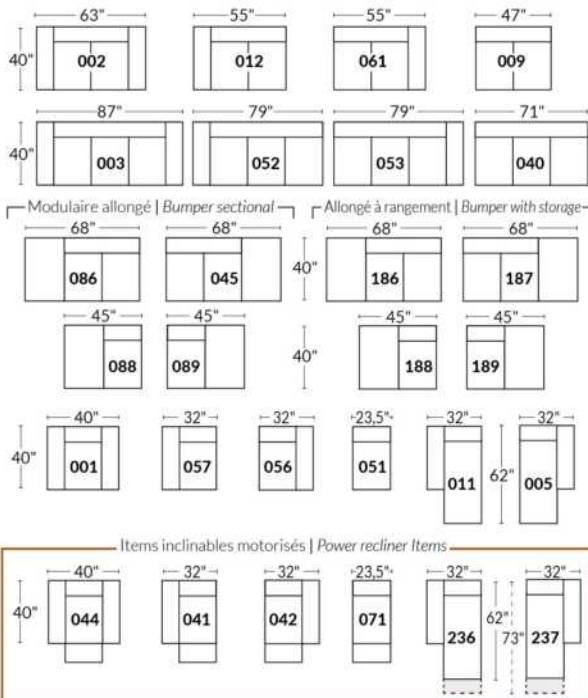 63" 55" 55" 47"
40" 002 012 061 009
87" 79" 79" 71"
40" 003 052 053 040
Modulaire allongé | Bumper sectional Allongé à rangement | Bumper with storage
68" 68" 68" 68"
086 045 40" 186 187
45" 45" 45" 45"
088 089 40" 188 189
40" 32" 32" 23,5" 32" 32"
40" 001 057 056 051 011 62" 005
Items inclinables motorisés | Power recliner Items
40" 32" 32" 23,5" 32" 32"
40" 044 041 042 071 236 62" 73" 237